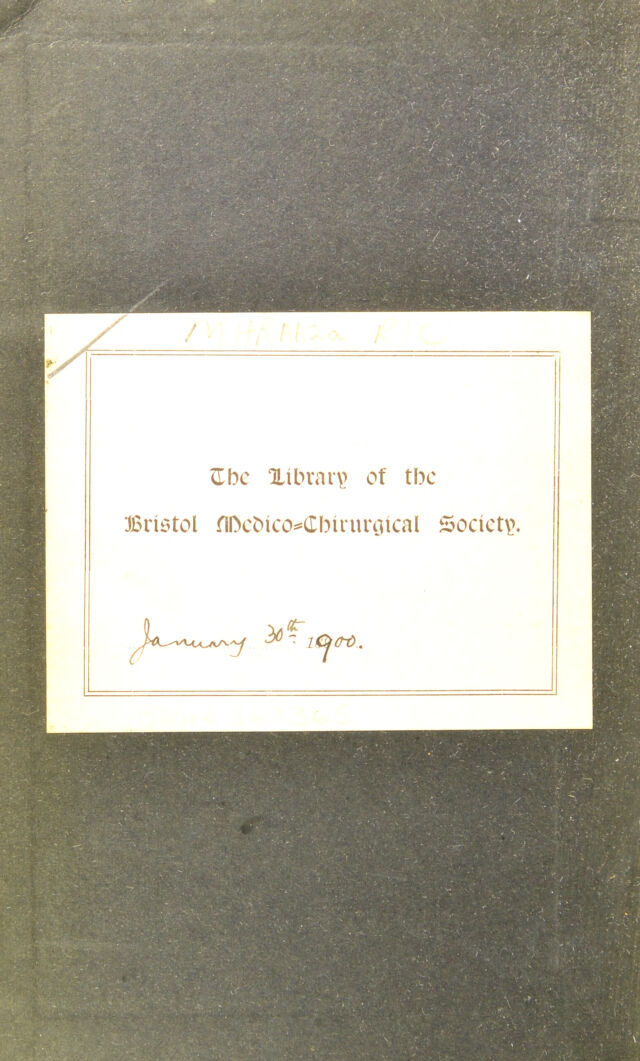 The Library of the
Bristol Medico=Chirurgical Society.
January 30th 1900.